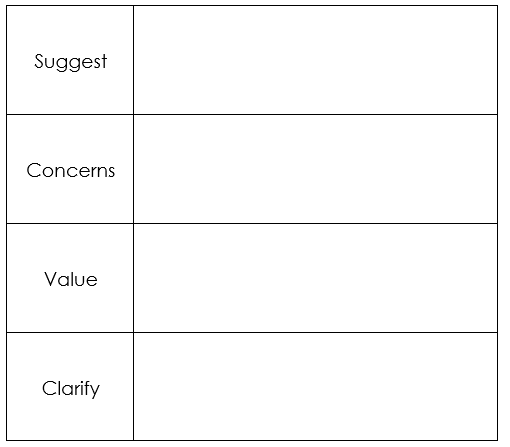 Suggest
Concerns
Value
Clarify